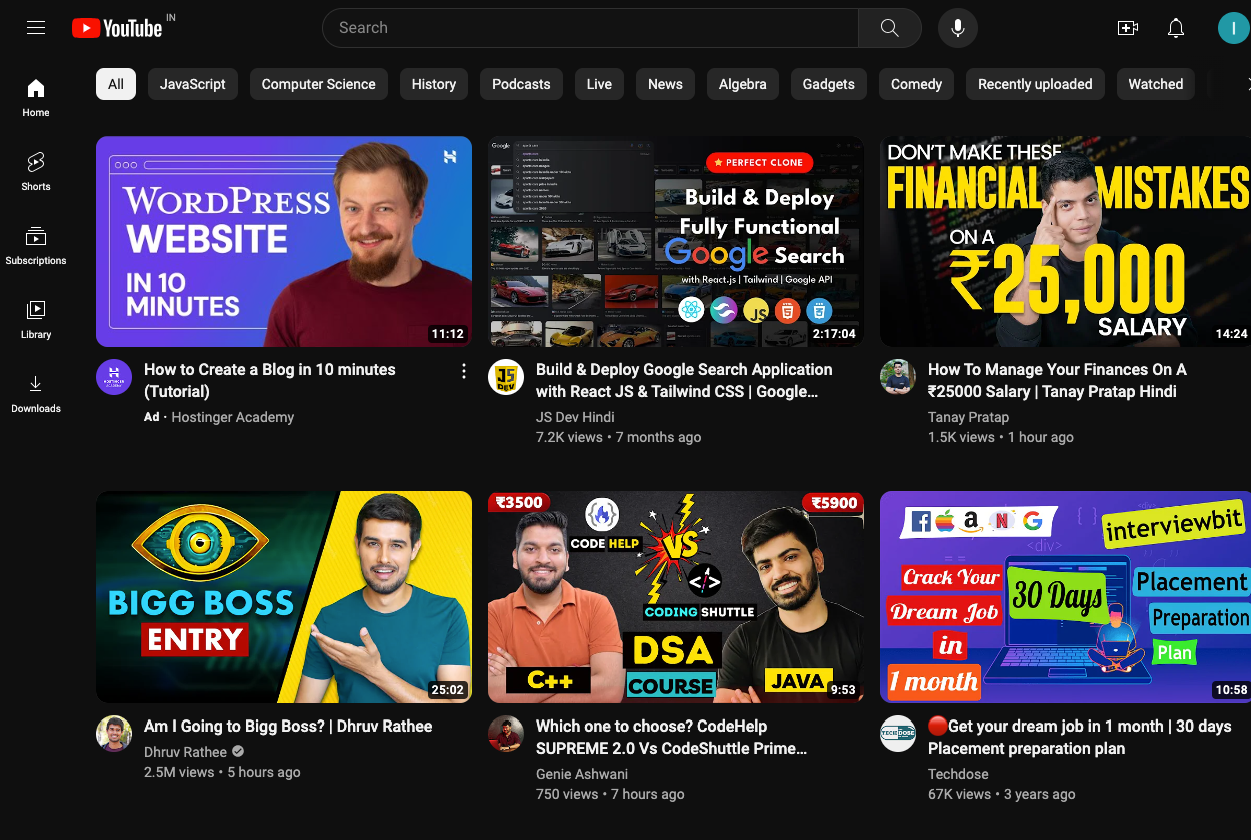 YouTube IN
Search
I
All
JavaScript
Computer Science
History
Podcasts
Live
News
Algebra
Gadgets
Comedy
Recently uploaded
Watched
Home
Shorts
Subscriptions
Library
Downloads
WORDPRESS
WEBSITE
IN 10
MINUTES
11:12
HOSTINGER
ACADEMY
How to Create a Blog in 10 minutes
(Tutorial)
Ad · Hostinger Academy
Google
PERFECT CLONE
Build & Deploy
Fully Functional
Google Search
with React.js | Tailwind | Google API
JS
2:17:04
JS
DEV
Build & Deploy Google Search Application
with React JS & Tailwind CSS | Google…
JS Dev Hindi
7.2K views • 7 months ago
DON'T MAKE THESE
FINANCIAL MISTAKES
ON A
₹25,000
SALARY
14:24
How To Manage Your Finances On A
₹25000 Salary | Tanay Pratap Hindi
Tanay Pratap
1.5K views • 1 hour ago
BIGG BOSS
ENTRY
25:02
Am I Going to Bigg Boss? | Dhruv Rathee
Dhruv Rathee
2.5M views • 5 hours ago
₹3500
₹5900
CODE HELP
VS
</>
CODING SHUTTLE
DSA
COURSE
C++
JAVA
9:53
Which one to choose? CodeHelp
SUPREME 2.0 Vs CodeShuttle Prime…
Genie Ashwani
750 views • 7 hours ago
interviewbit
<div>
Crack Your
Dream Job
in
1 month
30 Days
Placement
Preparation
Plan
10:58
TECHDOSE
Get your dream job in 1 month | 30 days
Placement preparation plan
Techdose
67K views • 3 years ago